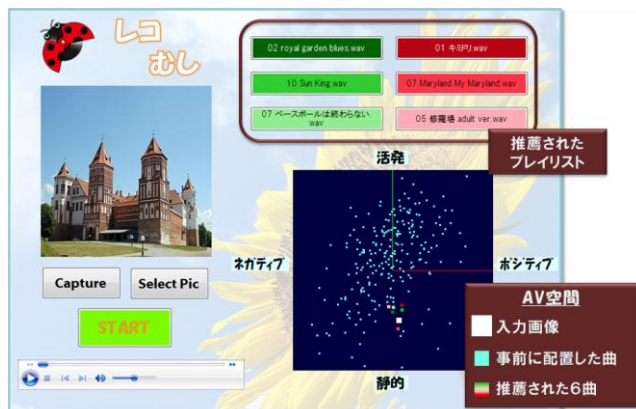 レコ
むし
02 royal garden blues.wav
01 キミドリ.wav
10 Sun King.wav
07 Maryland My Maryland.wav
07 ベースボールは終わらない.
wav
05 修羅場 adult ver.wav
推薦された
プレイリスト
活発
ネガティブ
ポジティブ
静的
Capture
Select Pic
START
AV空間
入力画像
事前に配置した曲
推薦された6曲